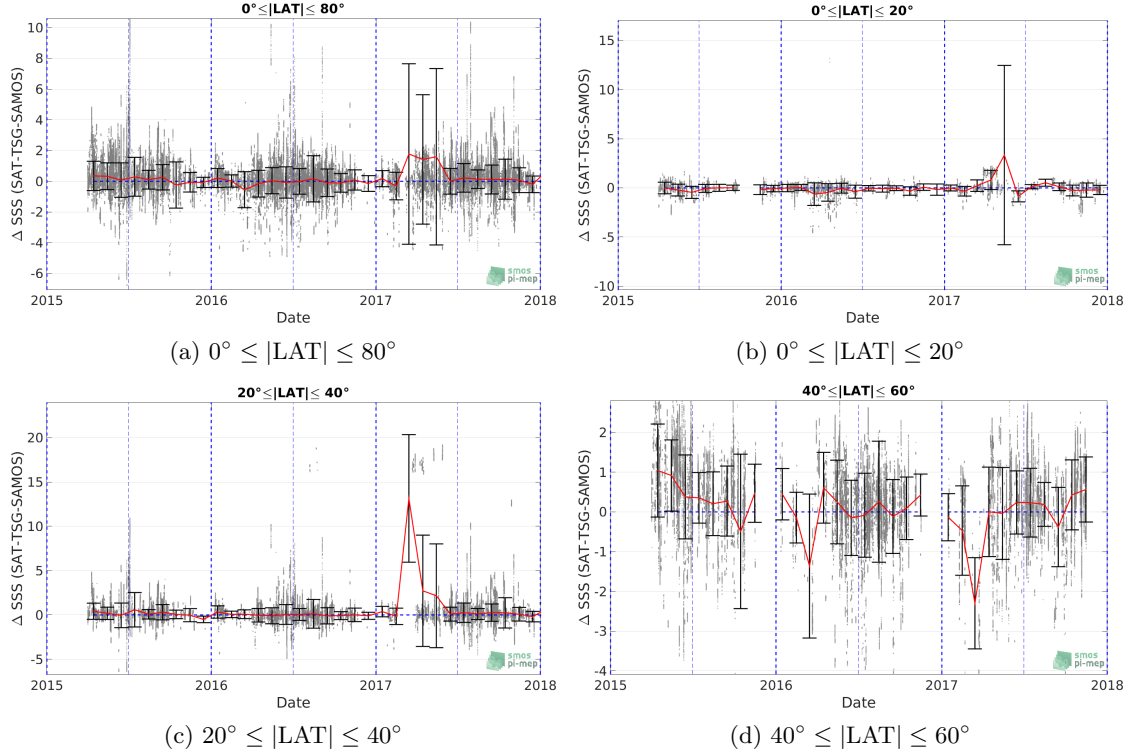 0°≤|LAT|≤ 80°
Δ SSS (SAT-TSG-SAMOS)
10
8
6
4
2
0
-2
-4
-6
2015
2016
2017
2018
Date
smos
pi-mep
(a) 0° ≤ |LAT| ≤ 80°
0°≤|LAT|≤ 20°
Δ SSS (SAT-TSG-SAMOS)
15
10
5
0
-5
-10
2015
2016
2017
2018
Date
smos
pi-mep
(b) 0° ≤ |LAT| ≤ 20°
20°≤|LAT|≤ 40°
Δ SSS (SAT-TSG-SAMOS)
20
15
10
5
0
-5
2015
2016
2017
2018
Date
smos
pi-mep
(c) 20° ≤ |LAT| ≤ 40°
40°≤|LAT|≤ 60°
Δ SSS (SAT-TSG-SAMOS)
2
1
0
-1
-2
-3
-4
2015
2016
2017
2018
Date
smos
pi-mep
(d) 40° ≤ |LAT| ≤ 60°